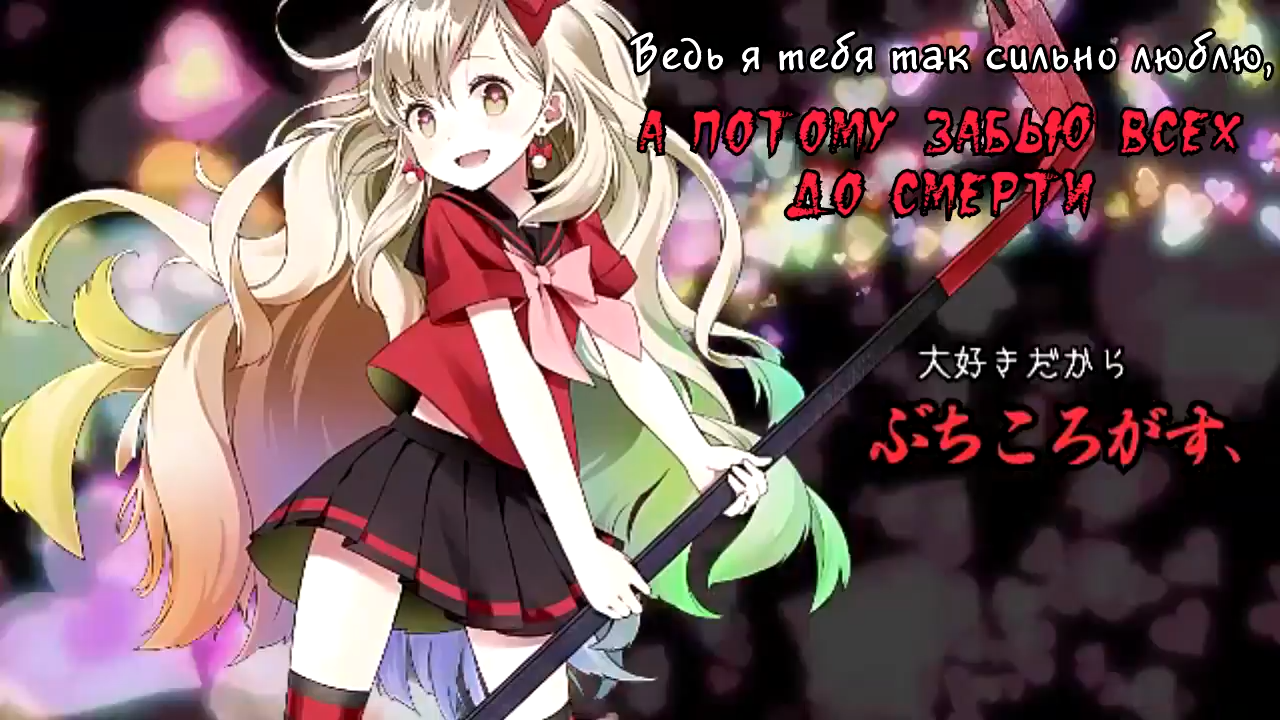 Ведь я тебя так сильно люблю,
А ПОТОМУ ЗАБЬЮ ВСЕХ
ДО СМЕРТИ
大好きだから
ぶちころがす、